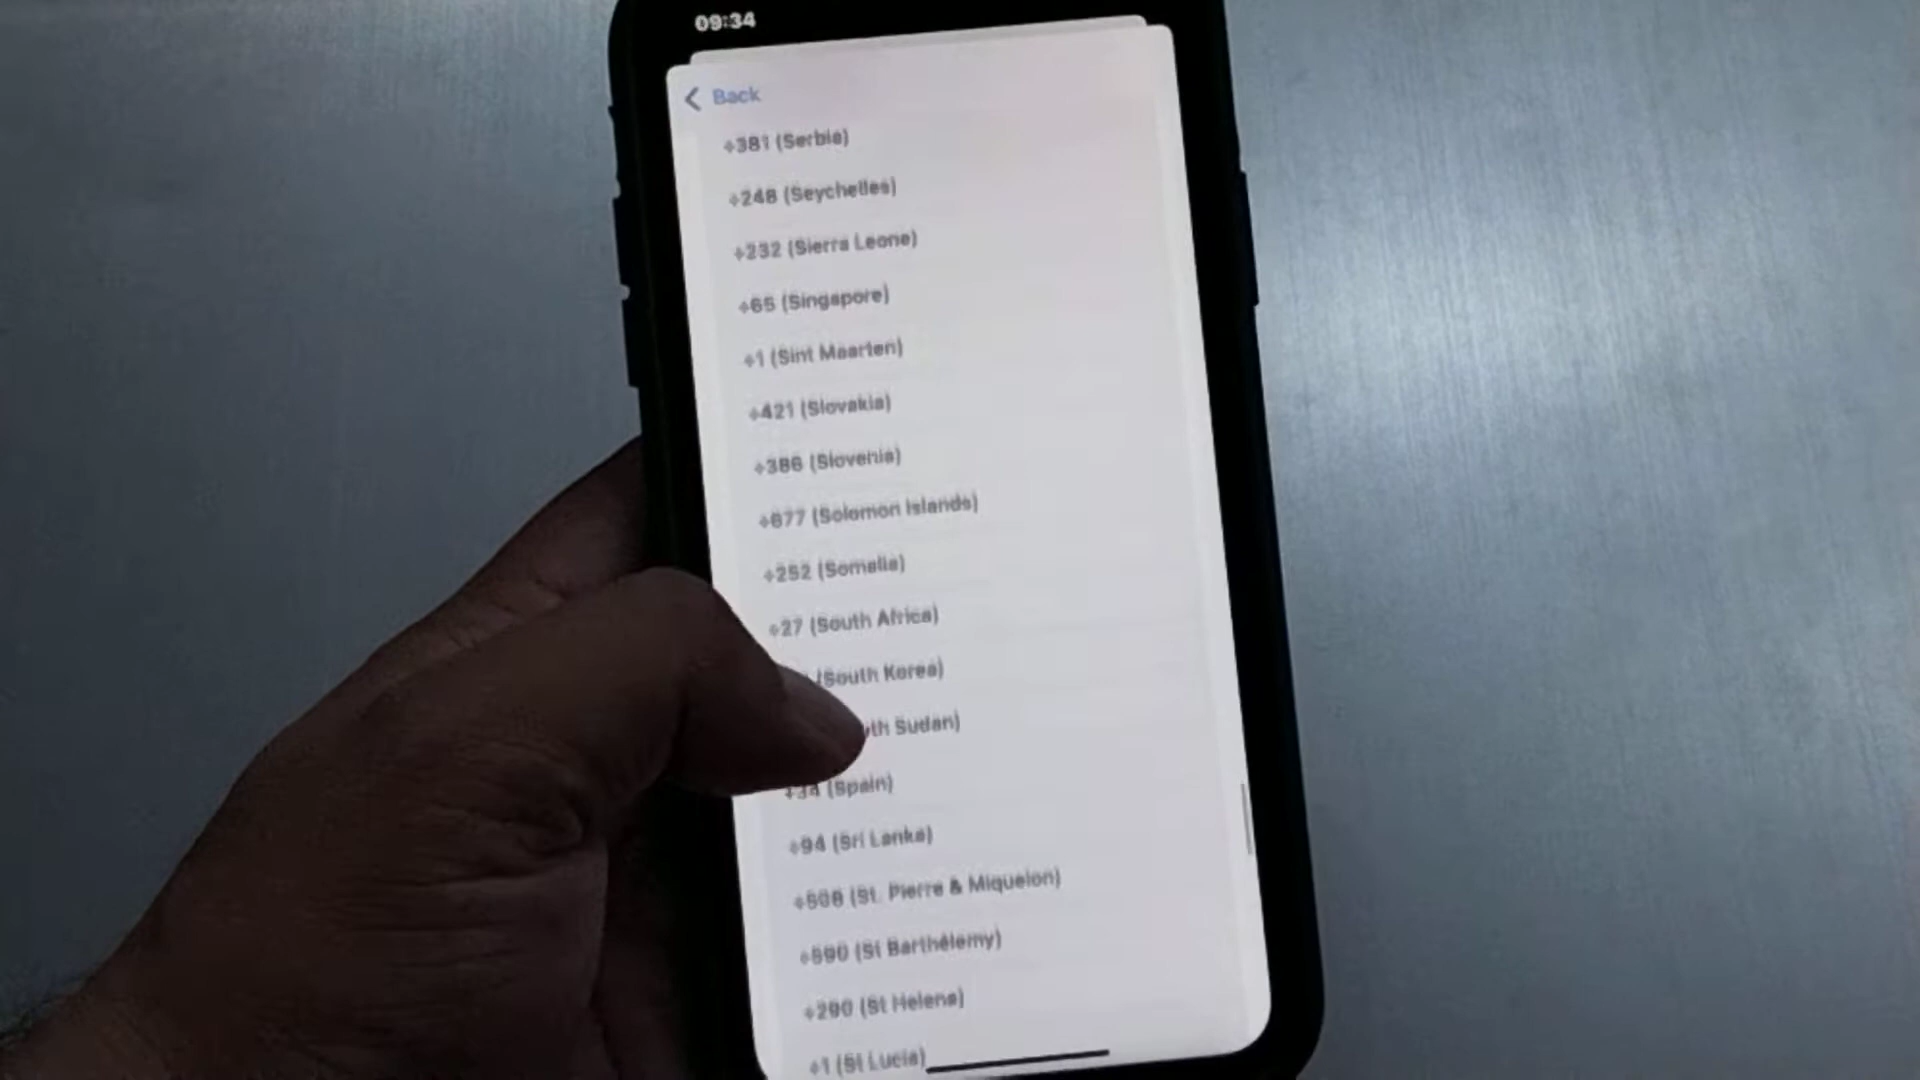 09:34
Back
+381 (Serbia)
+248 (Seychelles)
+232 (Sierra Leone)
+65 (Singapore)
+1 (Sint Maarten)
+421 (Slovakia)
+386 (Slovenia)
+677 (Solomon Islands)
+252 (Somalia)
+27 (South Africa)
(South Korea)
Sudan)
+34 (Spain)
+94 (Sri Lanka)
+508 (St. Pierre & Miquelon)
+590 (St Barthélemy)
+290 (St Helena)
+1 (St Lucia)